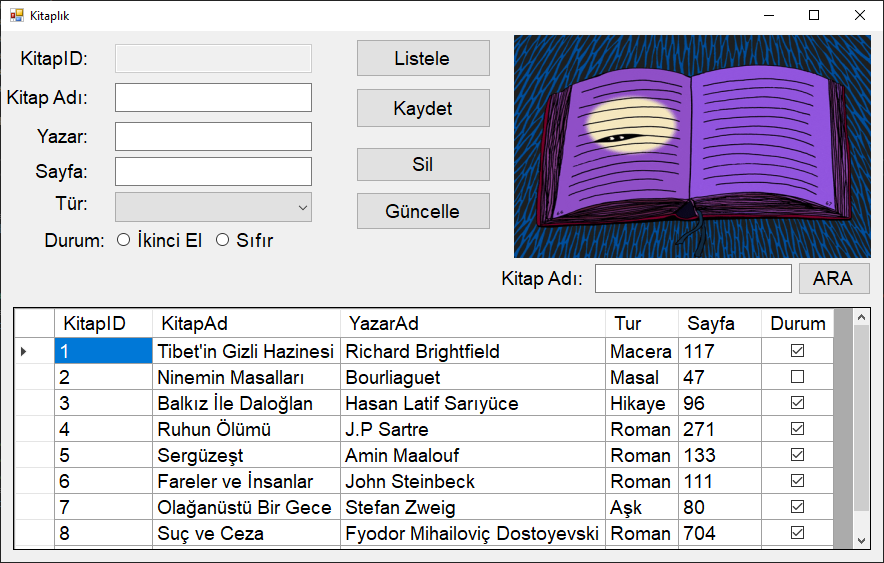 Kitaplık
KitapID:
Listele
Kitap Adı:
Kaydet
Yazar:
Sayfa:
Sil
Tür:
Güncelle
Durum: İkinci El Sıfır
Kitap Adı: ARA
KitapID KitapAd YazarAd Tur Sayfa Durum
1 Tibet'in Gizli Hazinesi Richard Brightfield Macera 117
2 Ninemin Masalları Bourliaguet Masal 47
3 Balkız İle Daloğlan Hasan Latif Sarıyüce Hikaye 96
4 Ruhun Ölümü J.P Sartre Roman 271
5 Sergüzeşt Amin Maalouf Roman 133
6 Fareler ve İnsanlar John Steinbeck Roman 111
7 Olağanüstü Bir Gece Stefan Zweig Aşk 80
8 Suç ve Ceza Fyodor Mihailoviç Dostoyevski Roman 704